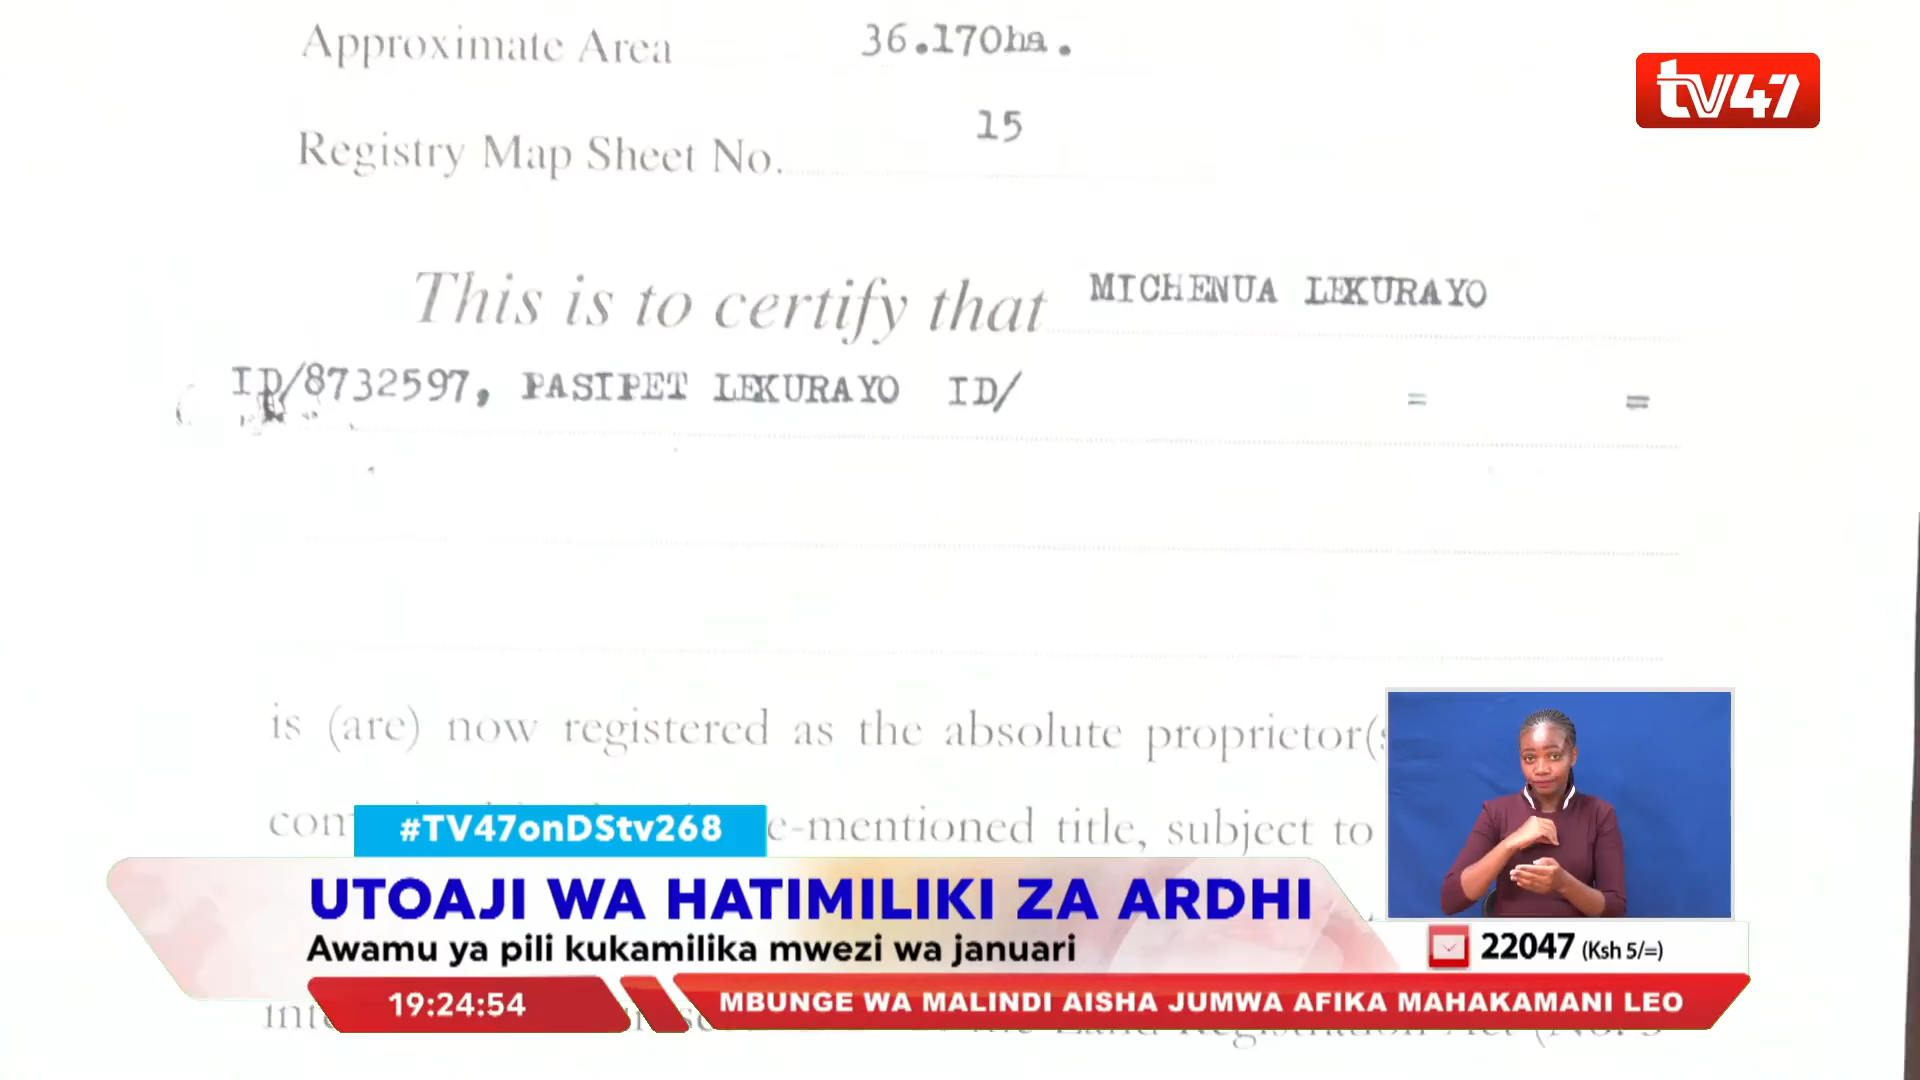 Approximate Area 36.170ha.
tv47
Registry Map Sheet No. 15
This is to certify that MICHENUA LEKURAYO
ID/8732597, PASIPET LEKURAYO ID/ = =
is (are) now registered as the absolute proprietor(
#TV47onDStv268
e-mentioned title, subject to
UTOAJI WA HATIMILIKI ZA ARDHI
Awamu ya pili kukamilika mwezi wa januari
22047 (Ksh 5/=)
19:24:54
MBUNGE WA MALINDI AISHA JUMWA AFIKA MAHAKAMANI LEO